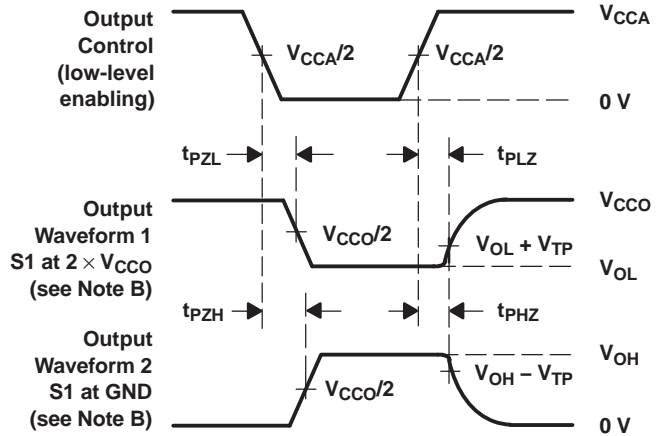 Output
Control
(low-level
enabling)
V_CCA
V_CCA/2
V_CCA/2
0 V
t_PZL
t_PLZ
Output
Waveform 1
S1 at 2 × V_CCO
(see Note B)
V_CCO
V_CCO/2
V_OL + V_TP
V_OL
t_PZH
t_PHZ
Output
Waveform 2
S1 at GND
(see Note B)
V_OH
V_CCO/2
V_OH − V_TP
0 V